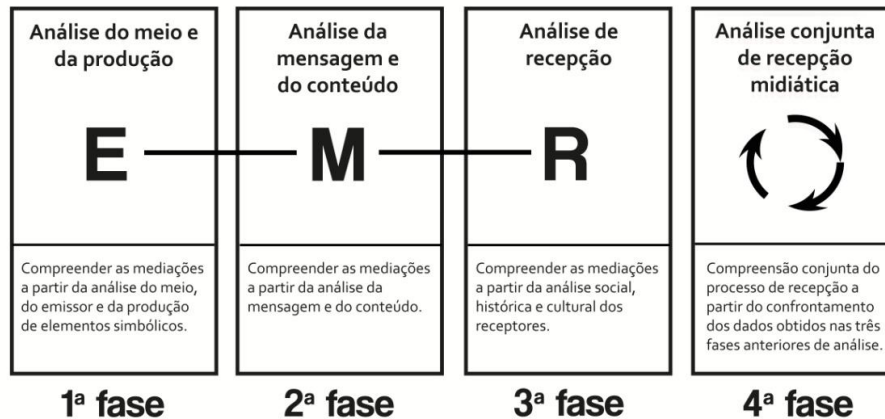 Análise do meio e
da produção
E
Compreender as mediações
a partir da análise do meio,
do emissor e da produção
de elementos simbólicos.
1ª fase
Análise da
mensagem e
do conteúdo
M
Compreender as mediações
a partir da análise da
mensagem e do conteúdo.
2ª fase
Análise de
recepção
R
Compreender as mediações
a partir da análise social,
histórica e cultural dos
receptores.
3ª fase
Análise conjunta
de recepção
midiática
Compreensão conjunta do
processo de recepção a
partir do confrontamento
dos dados obtidos nas três
fases anteriores de análise.
4ª fase